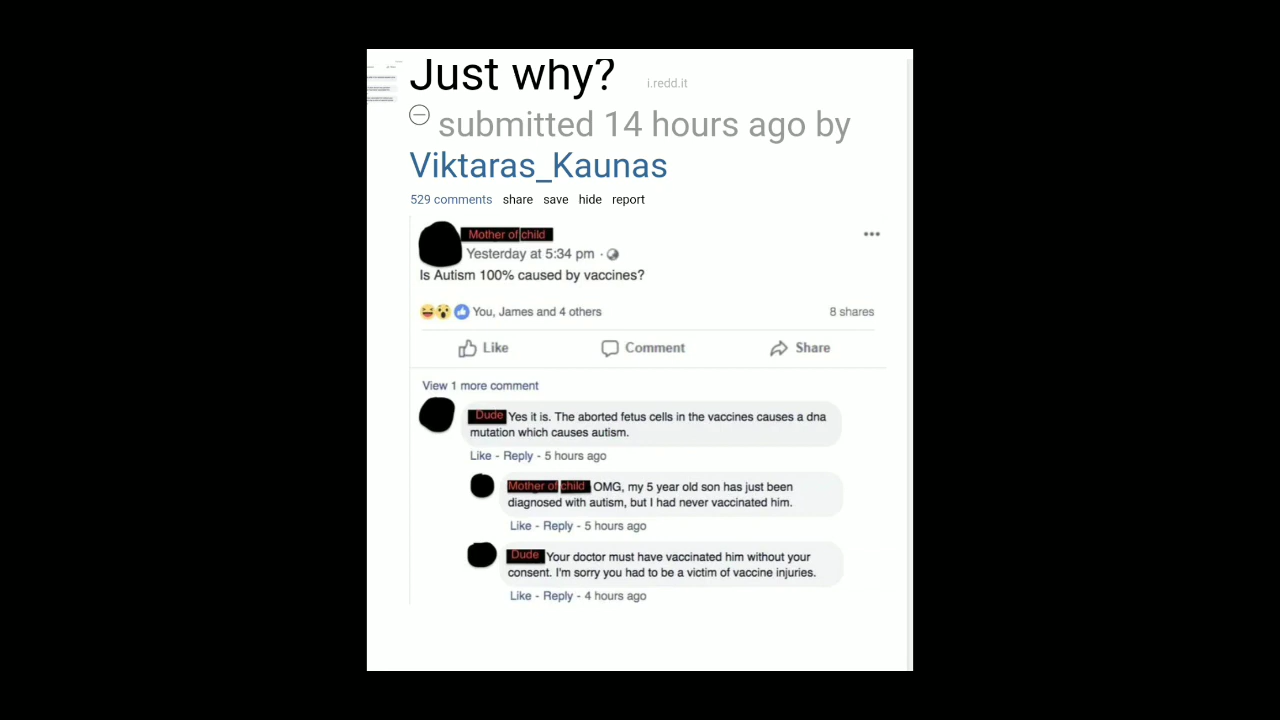 Just why? i.redd.it
submitted 14 hours ago by
Viktaras_Kaunas
529 comments share save hide report
Mother of child
Yesterday at 5:34 pm ·
Is Autism 100% caused by vaccines?
You, James and 4 others 8 shares
Like Comment Share
View 1 more comment
Dude Yes it is. The aborted fetus cells in the vaccines causes a dna
mutation which causes autism.
Like - Reply - 5 hours ago
Mother of child OMG, my 5 year old son has just been
diagnosed with autism, but I had never vaccinated him.
Like - Reply - 5 hours ago
Dude Your doctor must have vaccinated him without your
consent. I'm sorry you had to be a victim of vaccine injuries.
Like - Reply - 4 hours ago